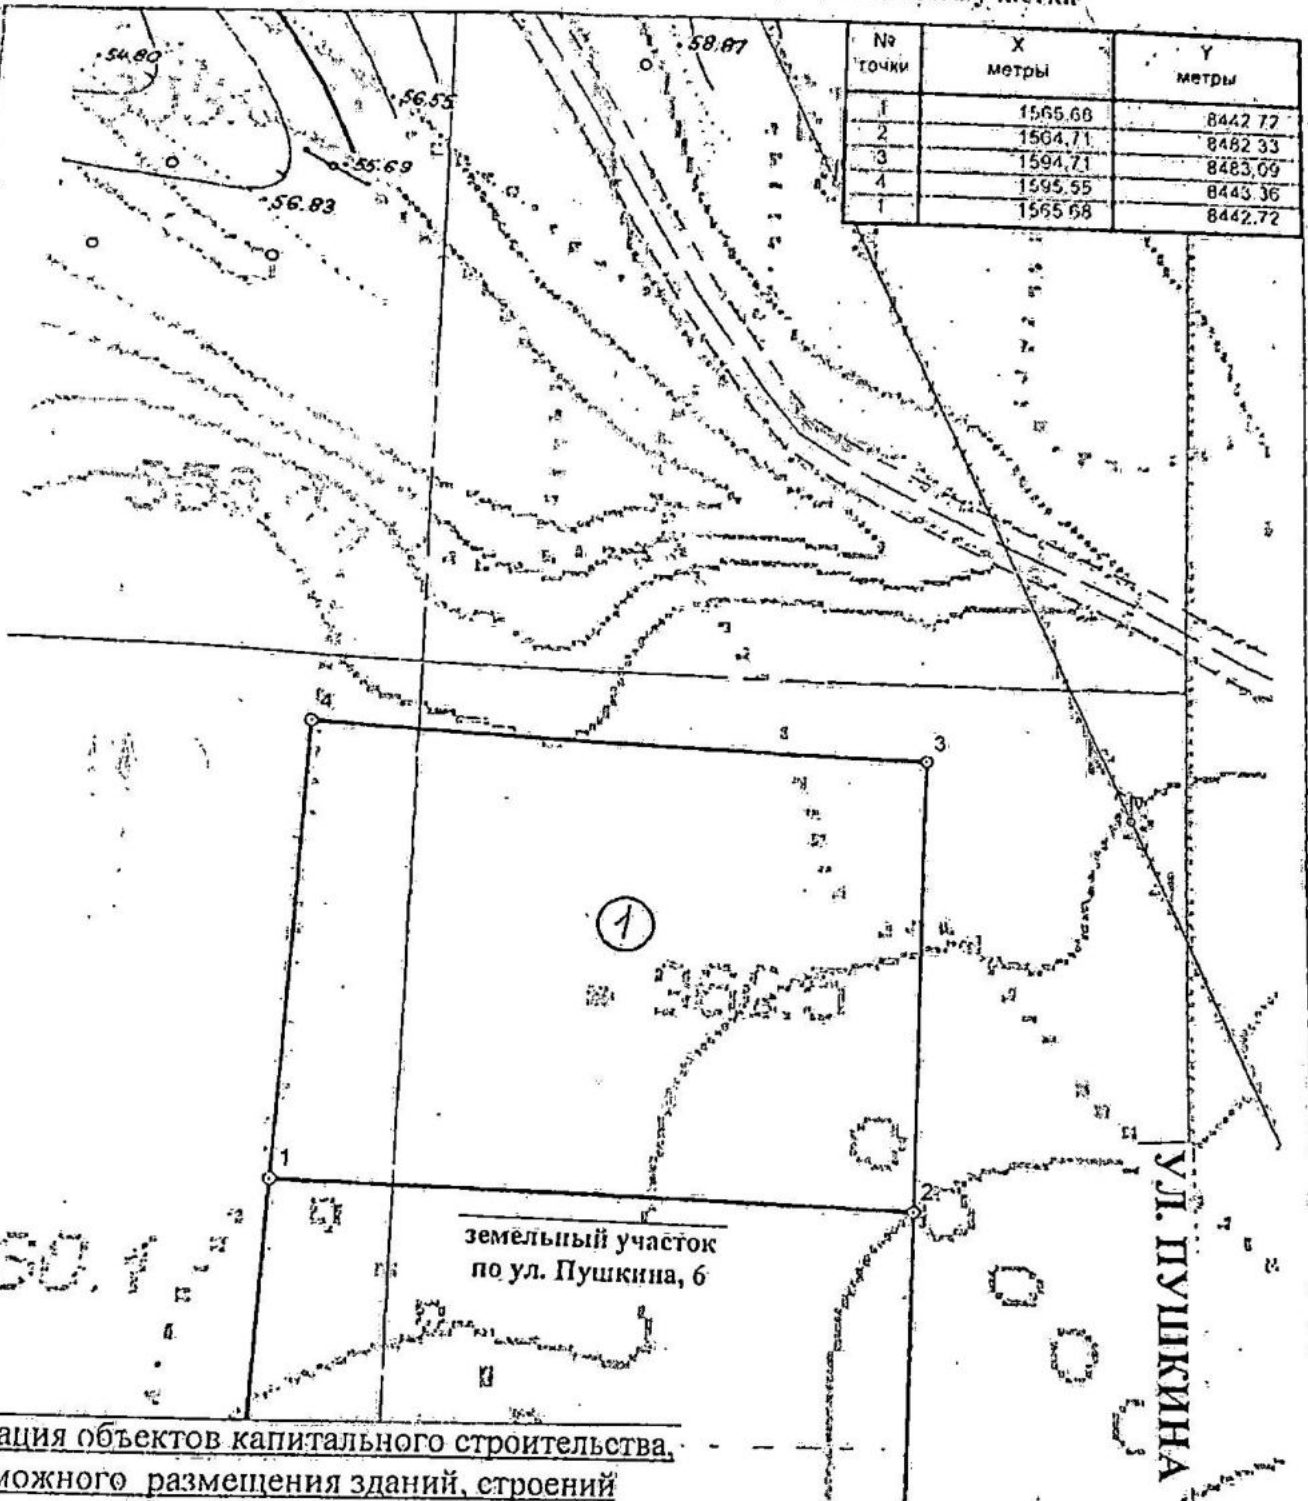 № точки X метры Y метры
1 1565,68 8442.72
2 1564,71 8482 33
3 1594,71 8483,09
4 1595,55 8443.36
1 1565 68 8442.72
54.80
58.87
56.55
55.69
56.83
4
3
1
1
2
земельный участок
по ул. Пушкина, 6
УЛ. ПУШКИНА
ация объектов капитального строительства,
можного размещения зданий, строений